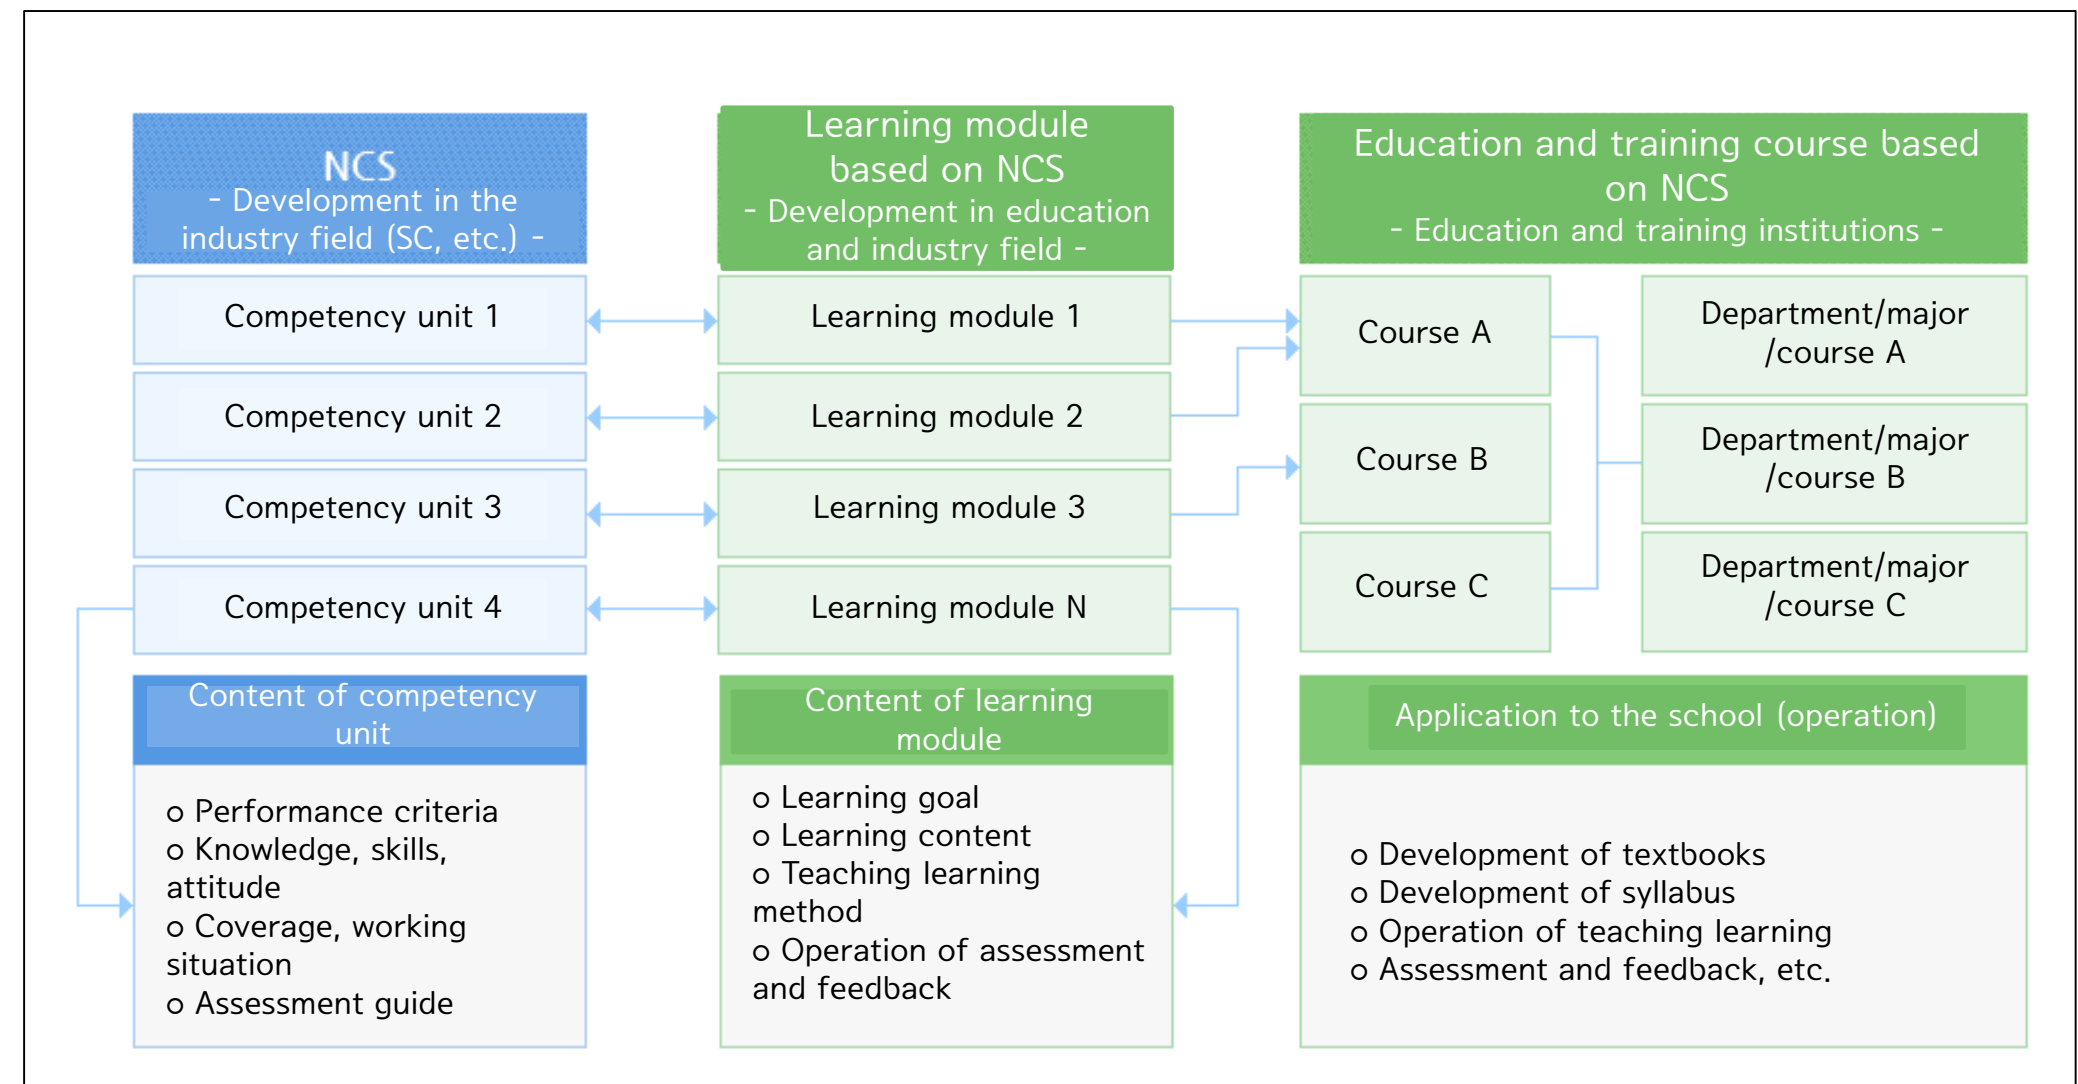 NCS
- Development in the
industry field (SC, etc.) -
Learning module
based on NCS
- Development in education
and industry field -
Education and training course based
on NCS
- Education and training institutions -
Competency unit 1
Learning module 1
Course A
Department/major
/course A
Competency unit 2
Learning module 2
Course B
Department/major
/course B
Competency unit 3
Learning module 3
Course C
Department/major
/course C
Competency unit 4
Learning module N
Content of competency
unit
o Performance criteria
o Knowledge, skills,
attitude
o Coverage, working
situation
o Assessment guide
Content of learning
module
o Learning goal
o Learning content
o Teaching learning
method
o Operation of assessment
and feedback
Application to the school (operation)
o Development of textbooks
o Development of syllabus
o Operation of teaching learning
o Assessment and feedback, etc.